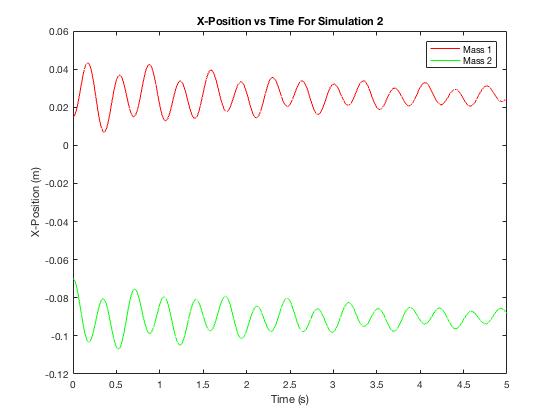 X-Position vs Time For Simulation 2
Mass 1
Mass 2
0.06
0.04
0.02
0
-0.02
-0.04
-0.06
-0.08
-0.1
-0.12
X-Position (m)
0 0.5 1 1.5 2 2.5 3 3.5 4 4.5 5
Time (s)